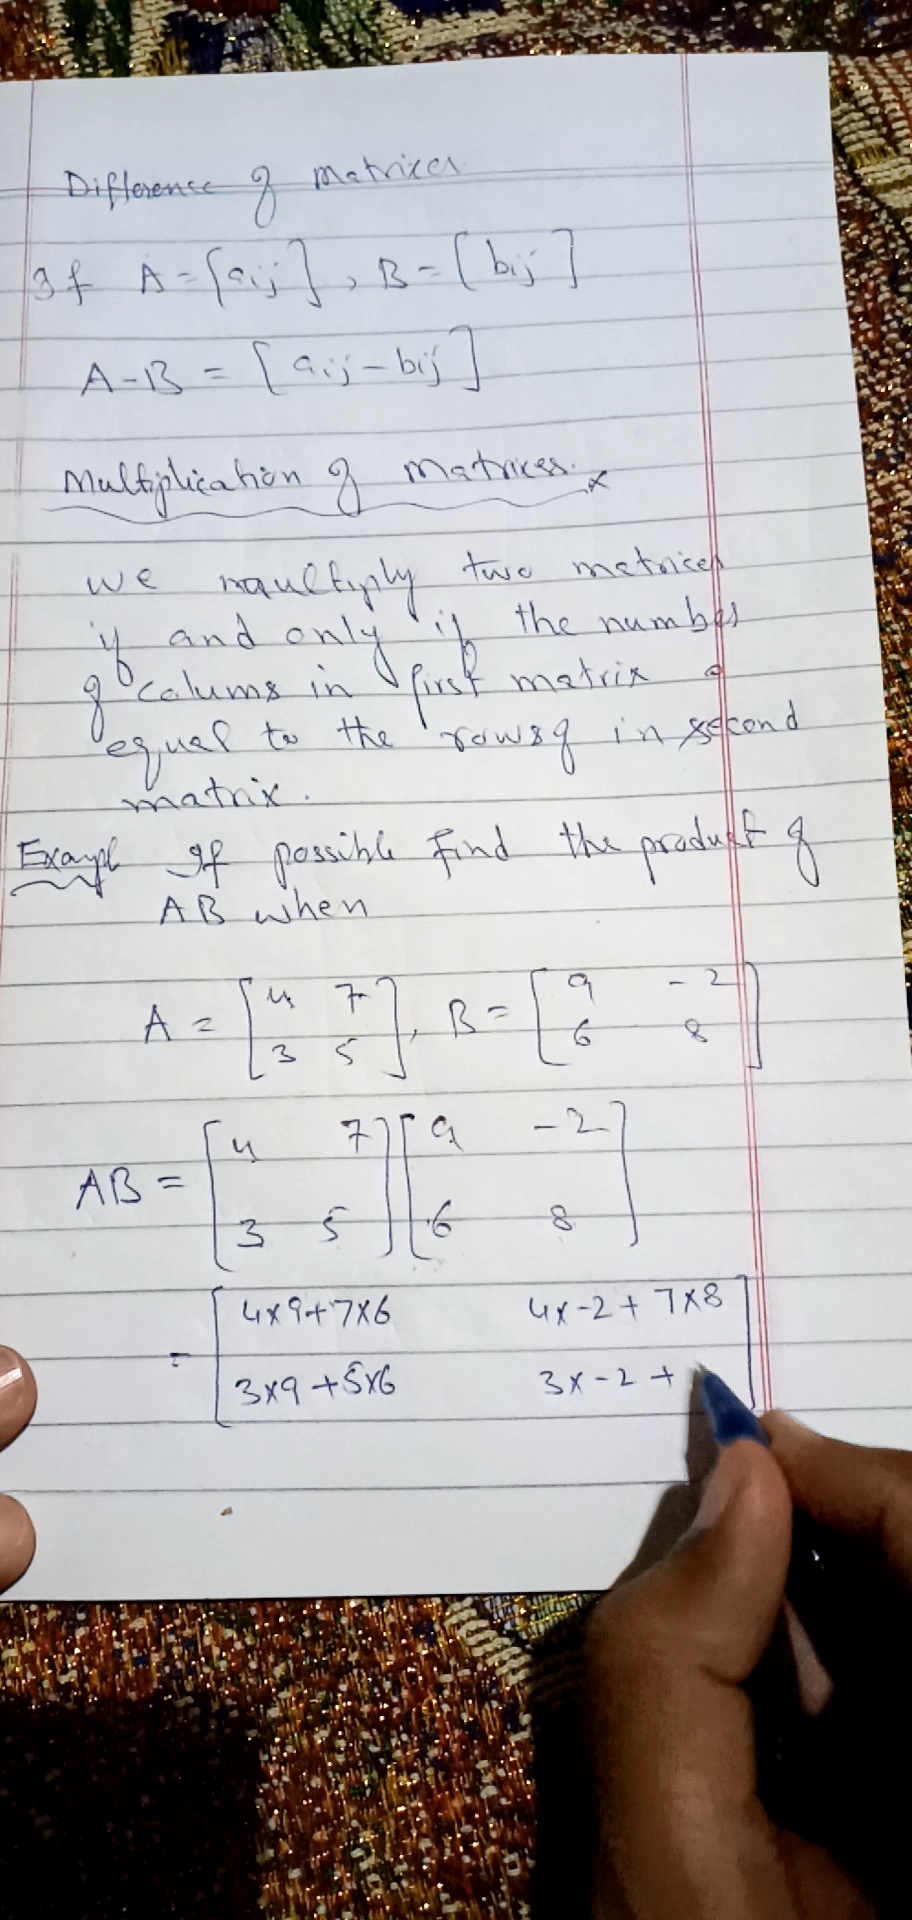 Difference of matrices
If A = [aij], B = [bij]
A-B = [aij - bij]
Multiplication of matrices.
we multiply two matrices
if and only if the number
of colums in first matrix
equal to the rows of in second
matrix.
Exampl If possible find the product of
AB when
A = [4 7], B = [9 -2]
[3 5] [6 8]
AB = [4 7][9 -2]
[3 5][6 8]
= [4×9+7×6 4×-2+7×8]
[3×9+5×6 3×-2+